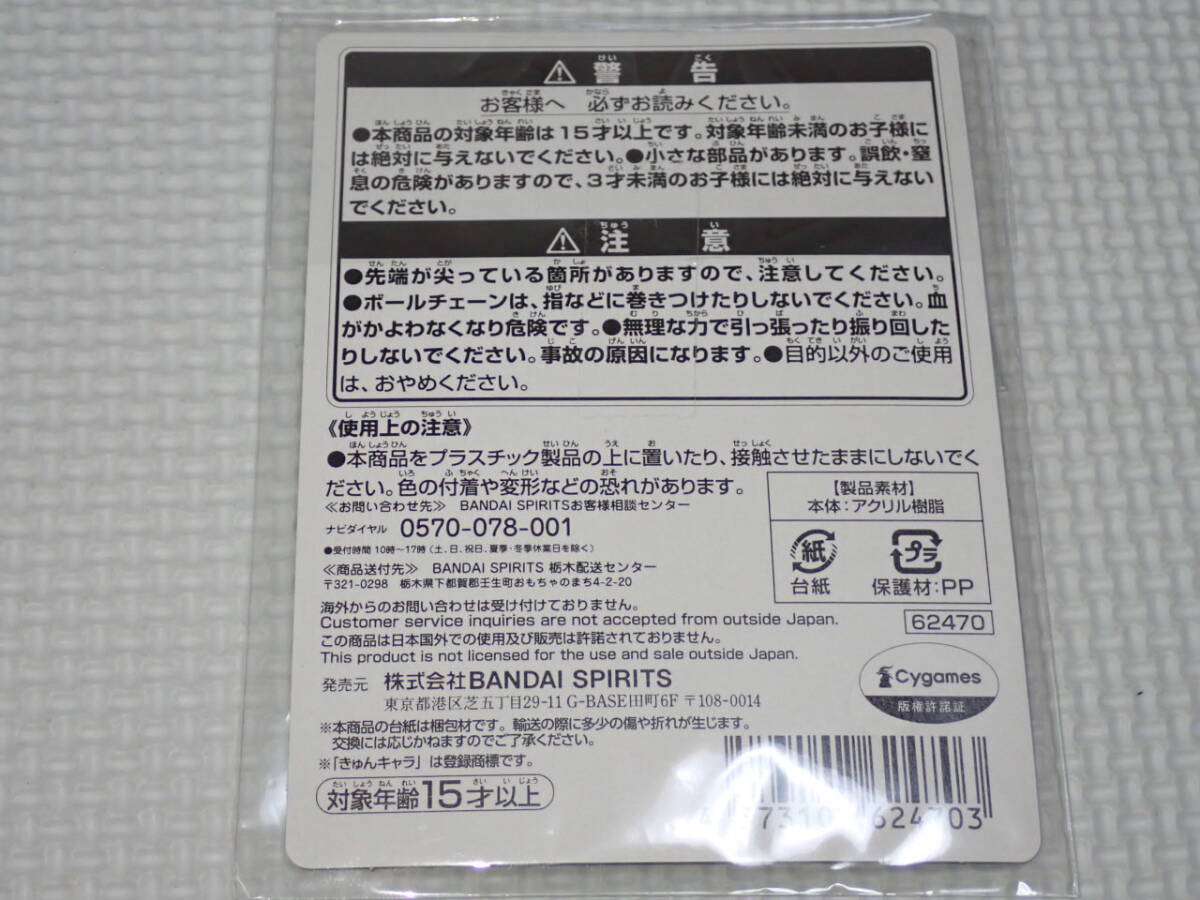 ⚠ 警告
お客様へ 必ずお読みください。
●本商品の対象年齢は15才以上です。対象年齢未満のお子様に
は絶対に与えないでください。●小さな部品があります。誤飲・窒
息の危険がありますので、3才未満のお子様には絶対に与えない
でください。
⚠ 注意
●先端が尖っている箇所がありますので、注意してください。
●ボールチェーンは、指などに巻きつけたりしないでください。血
がかよわなくなり危険です。●無理な力で引っ張ったり振り回した
りしないでください。事故の原因になります。●目的以外のご使用
は、おやめください。
《使用上の注意》
●本商品をプラスチック製品の上に置いたり、接触させたままにしないでく
ださい。色の付着や変形などの恐れがあります。
≪お問い合わせ先≫ BANDAI SPIRITSお客様相談センター
ナビダイヤル 0570-078-001
●受付時間 10時〜17時(土、日、祝日、夏季・冬季休業日を除く)
≪商品送付先≫ BANDAI SPIRITS 栃木配送センター
〒321-0298 栃木県下都賀郡壬生町おもちゃのまち4-2-20
【製品素材】
本体:アクリル樹脂
紙
台紙
プラ
保護材:PP
海外からのお問い合わせは受け付けておりません。
Customer service inquiries are not accepted from outside Japan.
この商品は日本国外での使用及び販売は許諾されておりません。
This product is not licensed for the use and sale outside Japan.
62470
発売元 株式会社BANDAI SPIRITS
東京都港区芝五丁目29-11 G-BASE田町6F 〒108-0014
Cygames
版権許諾証
※本商品の台紙は梱包材です。輸送の際に多少の傷や折れが生じます。
交換には応じかねますのでご了承ください。
※「きゅんキャラ」は登録商標です。
対象年齢15才以上
624703